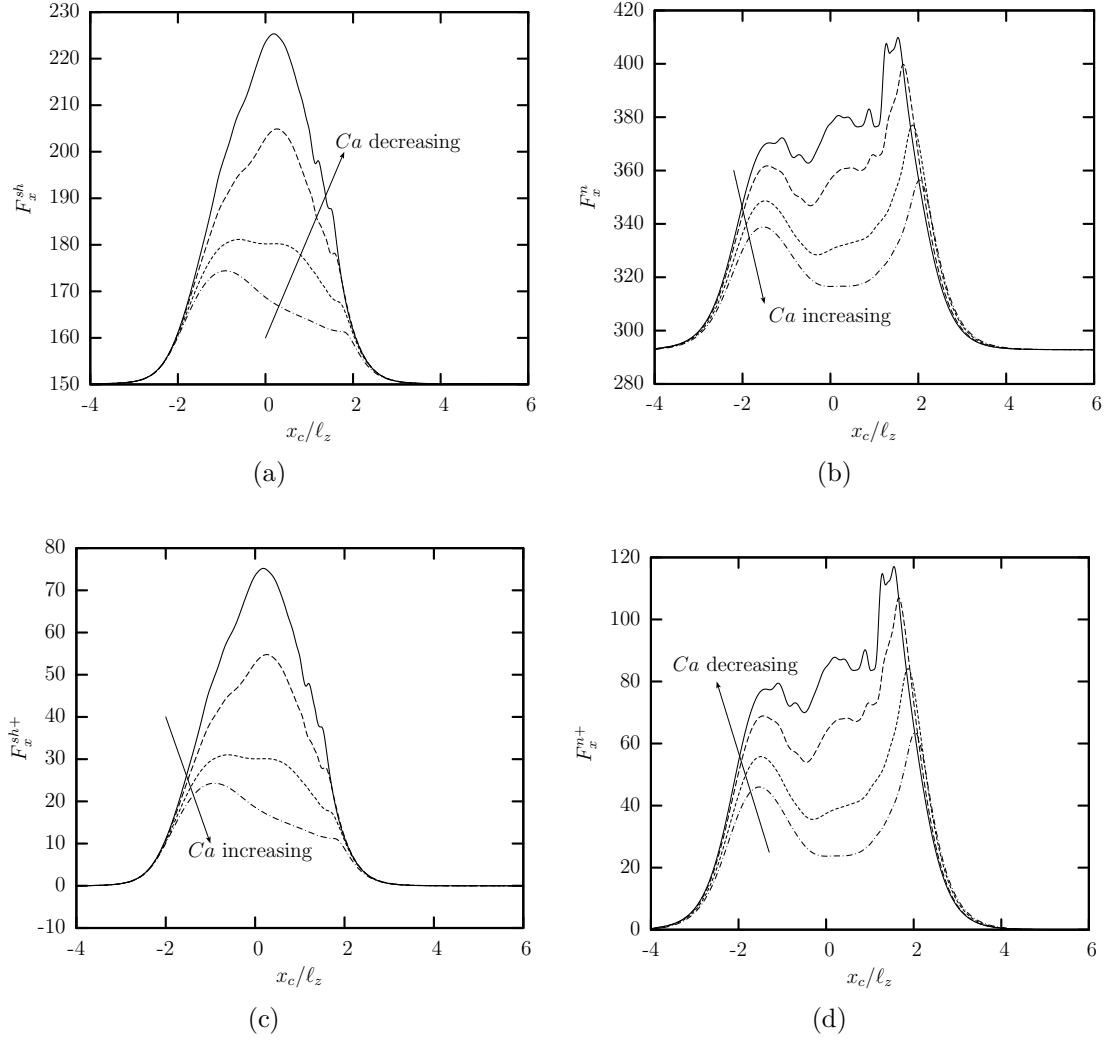 230
220
210
200
190
180
170
160
150
F_x^{sh}
Ca decreasing
-4 -2 0 2 4 6
x_c/ℓ_z
(a)
420
400
380
360
340
320
300
280
F_x^n
Ca increasing
-4 -2 0 2 4 6
x_c/ℓ_z
(b)
80
70
60
50
40
30
20
10
0
-10
F_x^{sh+}
Ca increasing
-4 -2 0 2 4 6
x_c/ℓ_z
(c)
120
100
80
60
40
20
0
F_x^{n+}
Ca decreasing
-4 -2 0 2 4 6
x_c/ℓ_z
(d)